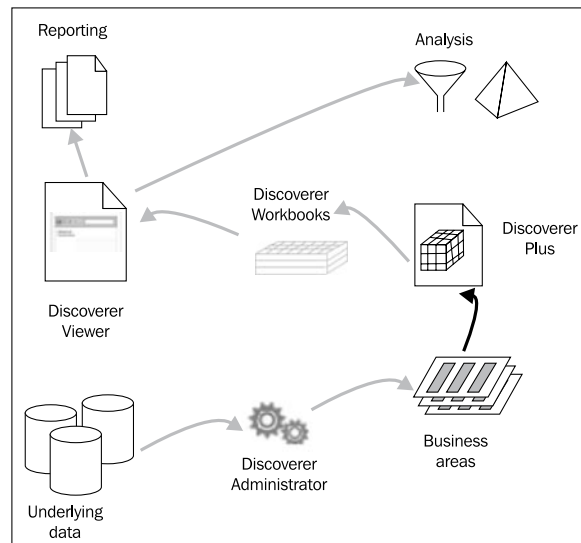 Reporting
Analysis
Discoverer
Workbooks
Discoverer
Plus
Discoverer
Viewer
Business
areas
Discoverer
Administrator
Underlying
data